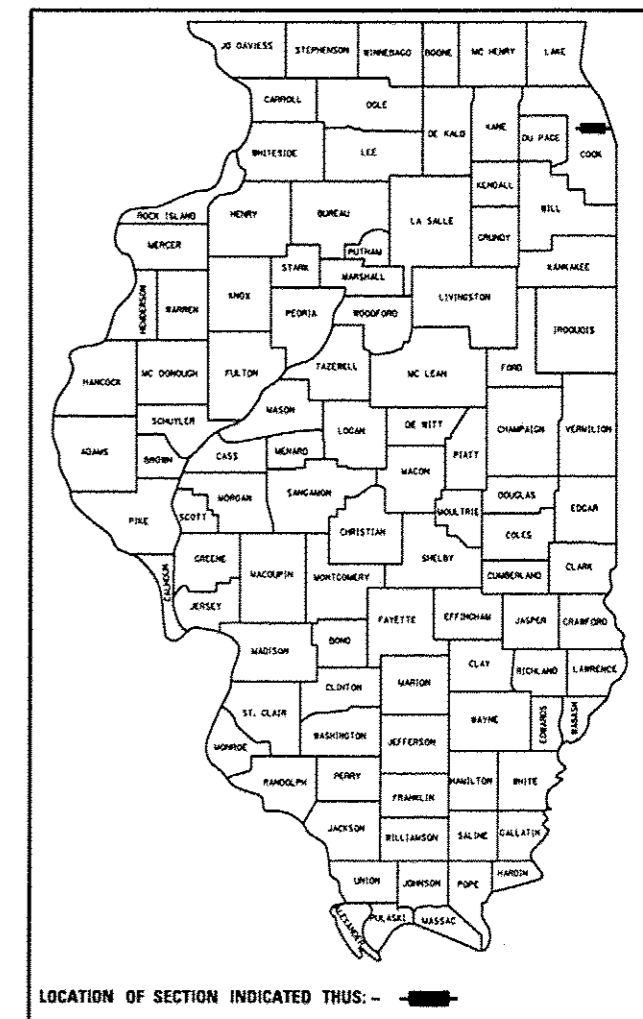 JO DAVIESS STEPHENSON WINNEBAGO BOONE MC HENRY LAKE
CARROLL OGLE DE KALB KANE DU PAGE COOK
WHITESIDE LEE
KENDALL WILL
ROCK ISLAND HENRY BUREAU LA SALLE GRUNDY
MERCER PUTNAM KANKAKEE
STARK MARSHALL
HENDERSON WARREN KNOX PEORIA WOODFORD LIVINGSTON IROQUOIS
HANCOCK MC DONOUGH FULTON TAZEWELL MC LEAN FORD
MASON
SCHUYLER LOGAN DE WITT CHAMPAIGN VERMILION
ADAMS BROWN CASS MENARD MACON PIATT
MORGAN SANGAMON DOUGLAS
PIKE SCOTT CHRISTIAN MOULTRIE COLES EDGAR
GREENE SHELBY
CALHOUN MACOUPIN MONTGOMERY CUMBERLAND CLARK
JERSEY FAYETTE EFFINGHAM JASPER CRAWFORD
MADISON BOND CLAY RICHLAND LAWRENCE
CLINTON MARION
ST. CLAIR WAYNE EDWARDS WABASH
MONROE WASHINGTON JEFFERSON
RANDOLPH PERRY HAMILTON WHITE
FRANKLIN
JACKSON WILLIAMSON SALINE GALLATIN
UNION JOHNSON POPE HARDIN
ALEXANDER PULASKI MASSAC
LOCATION OF SECTION INDICATED THUS: -